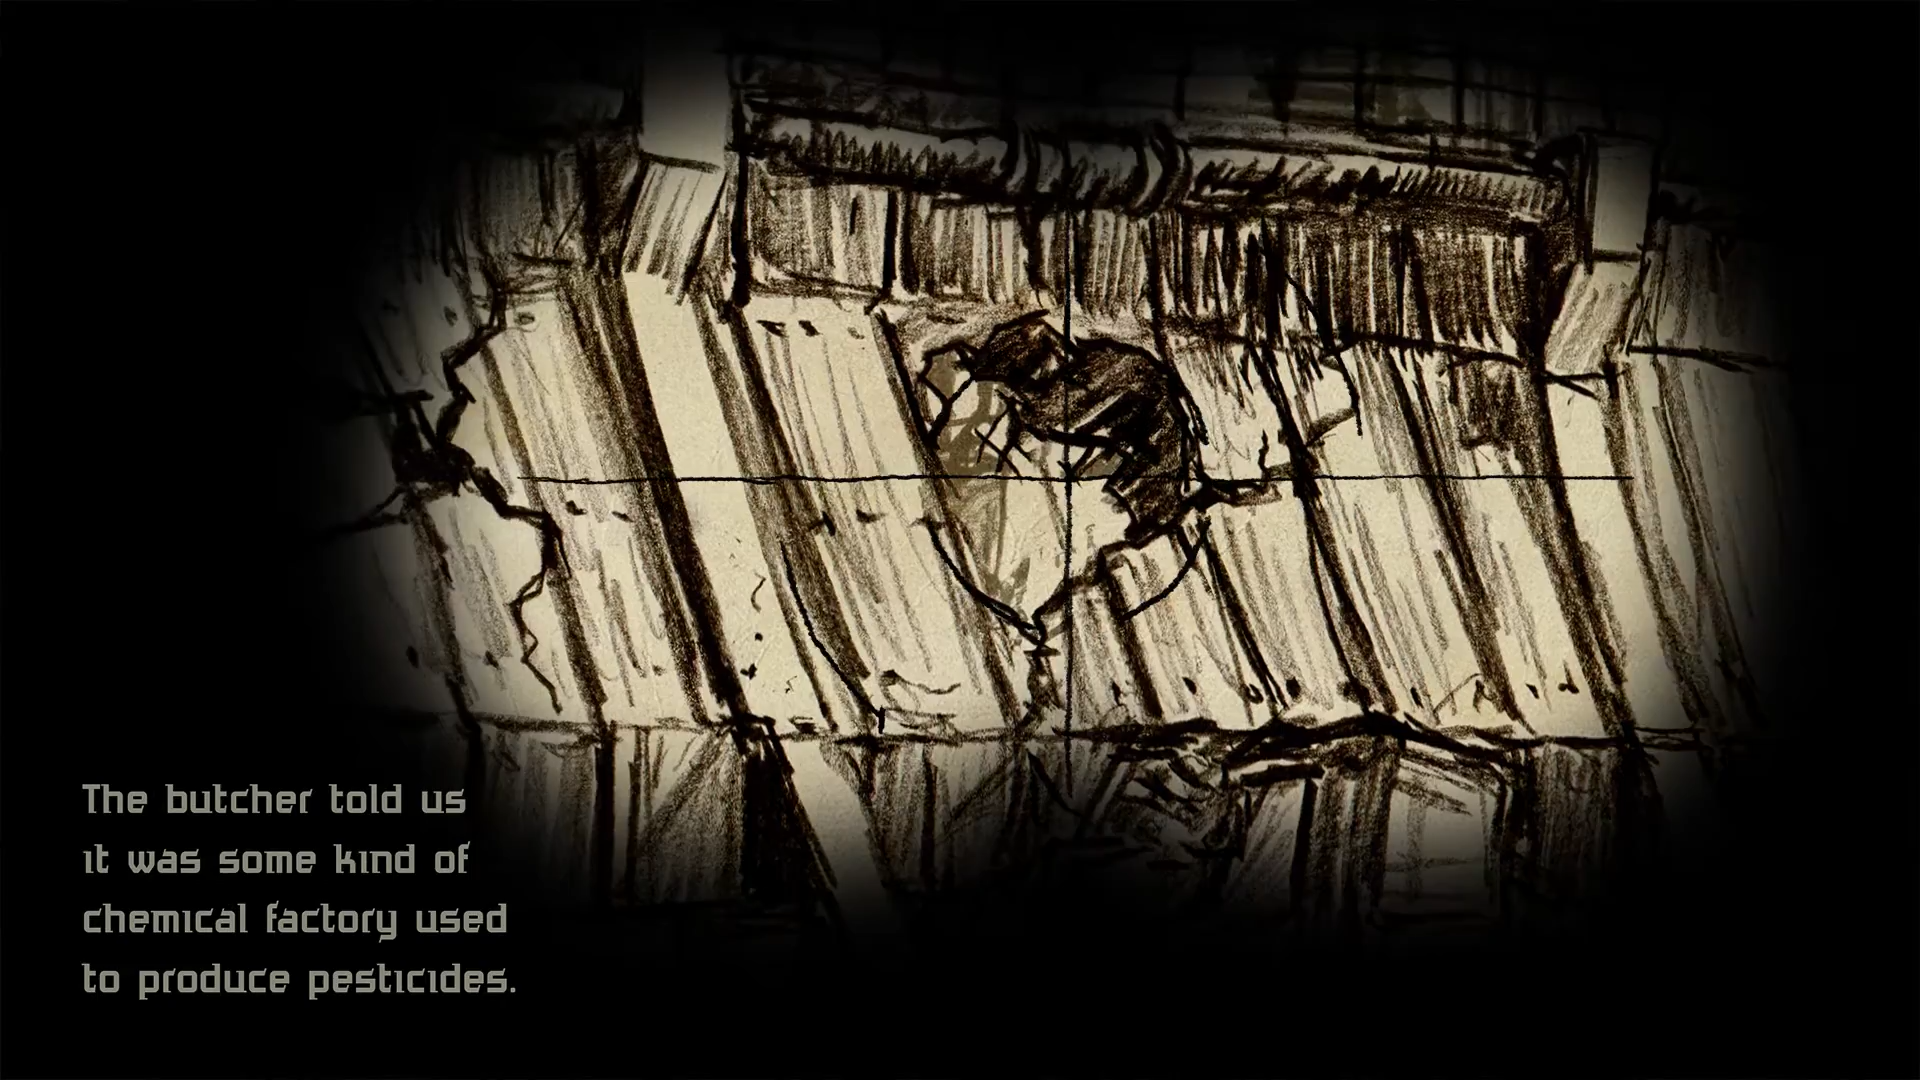 The butcher told us
it was some kind of
chemical factory used
to produce pesticides.